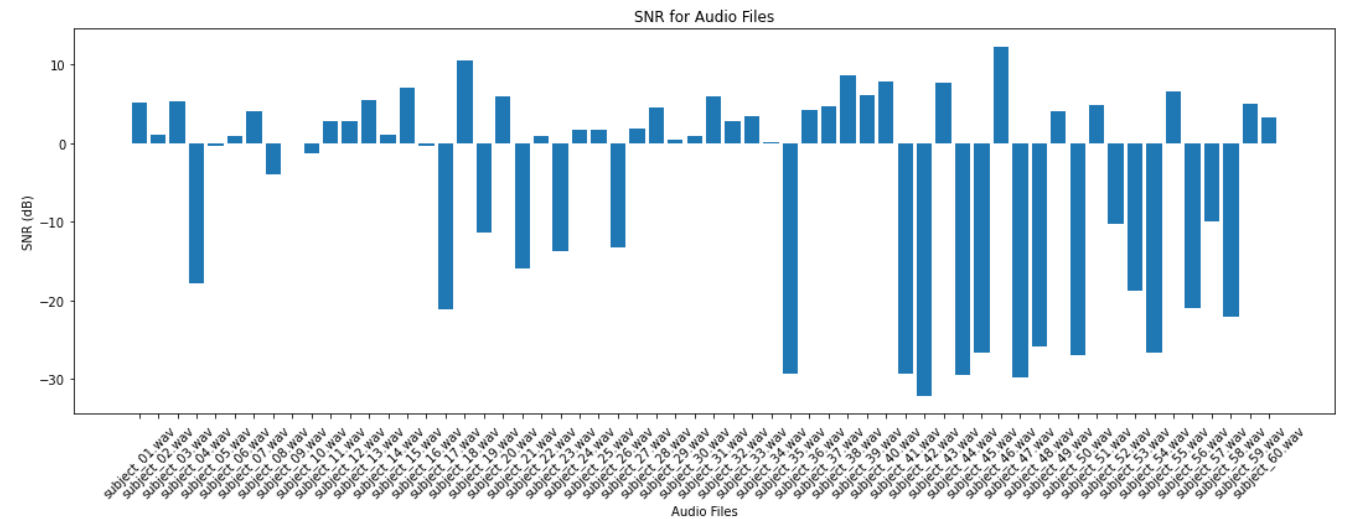 SNR for Audio Files
SNR (dB)
10
0
−10
−20
−30
subject_01.wav
subject_02.wav
subject_03.wav
subject_04.wav
subject_05.wav
subject_06.wav
subject_07.wav
subject_08.wav
subject_09.wav
subject_10.wav
subject_11.wav
subject_12.wav
subject_13.wav
subject_14.wav
subject_15.wav
subject_16.wav
subject_17.wav
subject_18.wav
subject_19.wav
subject_20.wav
subject_21.wav
subject_22.wav
subject_23.wav
subject_24.wav
subject_25.wav
subject_26.wav
subject_27.wav
subject_28.wav
subject_29.wav
subject_30.wav
subject_31.wav
subject_32.wav
subject_33.wav
subject_34.wav
subject_35.wav
subject_36.wav
subject_37.wav
subject_38.wav
subject_39.wav
subject_40.wav
subject_41.wav
subject_42.wav
subject_43.wav
subject_44.wav
subject_45.wav
subject_46.wav
subject_47.wav
subject_48.wav
subject_49.wav
subject_50.wav
subject_51.wav
subject_52.wav
subject_53.wav
subject_54.wav
subject_55.wav
subject_56.wav
subject_57.wav
subject_58.wav
subject_59.wav
subject_60.wav
Audio Files